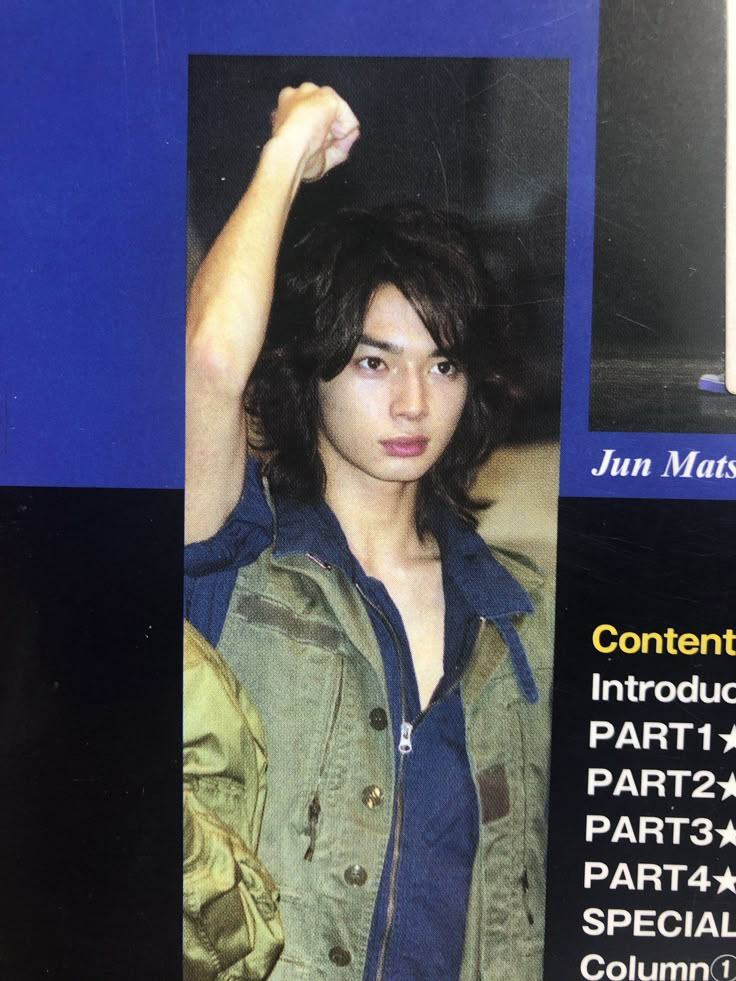 Jun Mats
Content
Introduc
PART1★
PART2★
PART3★
PART4★
SPECIAL
Column①